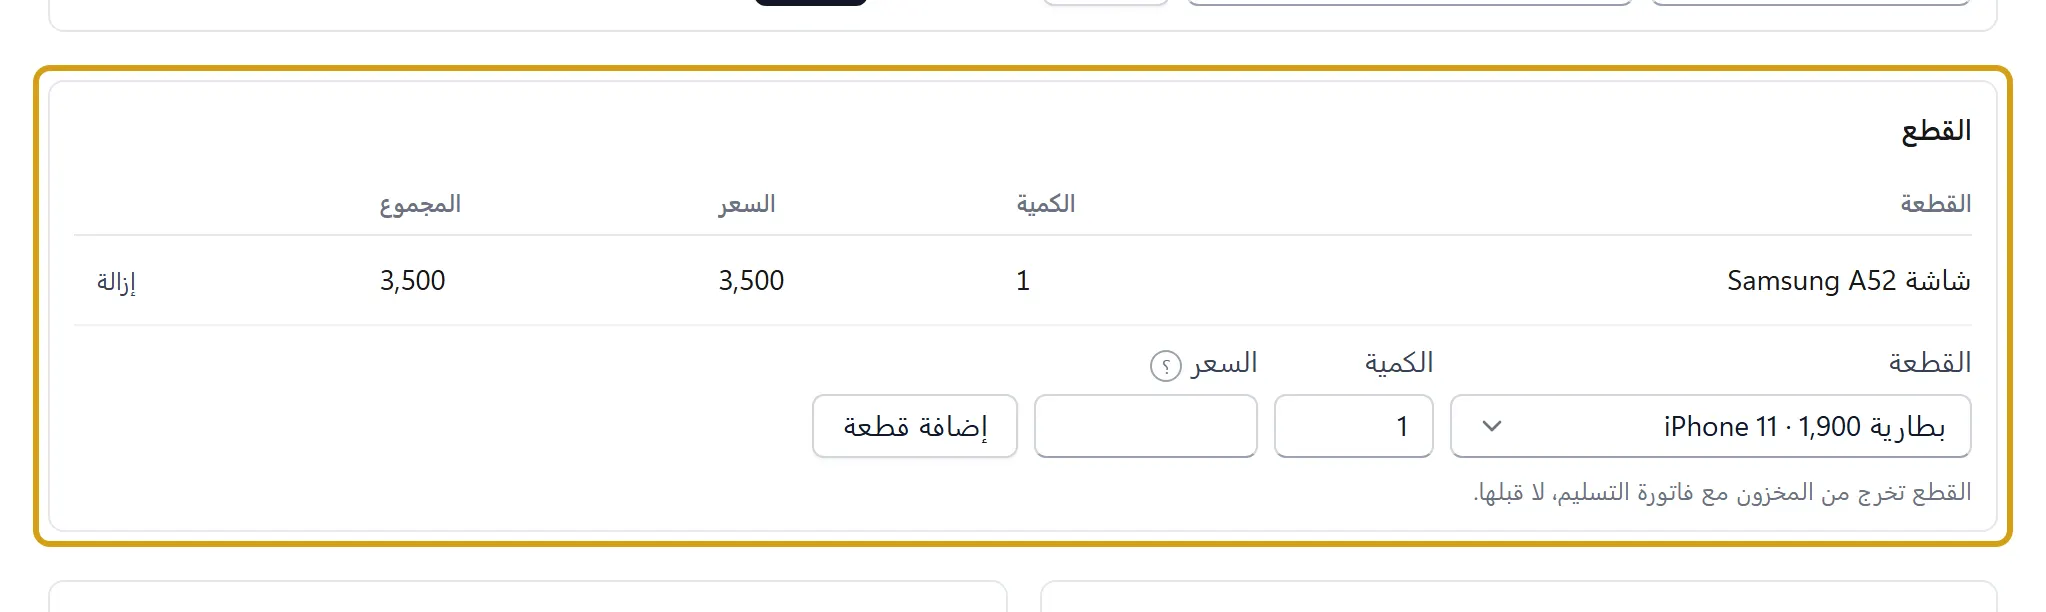 القطع
القطعة الكمية السعر المجموع
شاشة Samsung A52 1 3,500 3,500 إزالة
القطعة الكمية السعر ؟
بطارية iPhone 11 · 1,900 1 إضافة قطعة
القطع تخرج من المخزون مع فاتورة التسليم، لا قبلها.